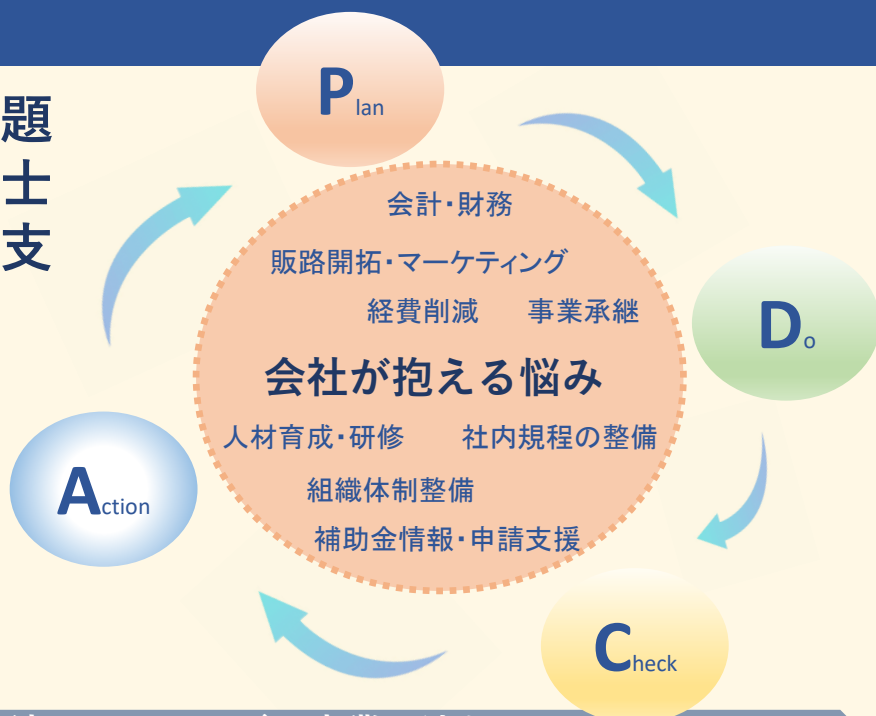 題
士
支
Plan
会計・財務
販路開拓・マーケティング
経費削減 事業承継
Do
会社が抱える悩み
人材育成・研修 社内規程の整備
Action
組織体制整備
補助金情報・申請支援
Check